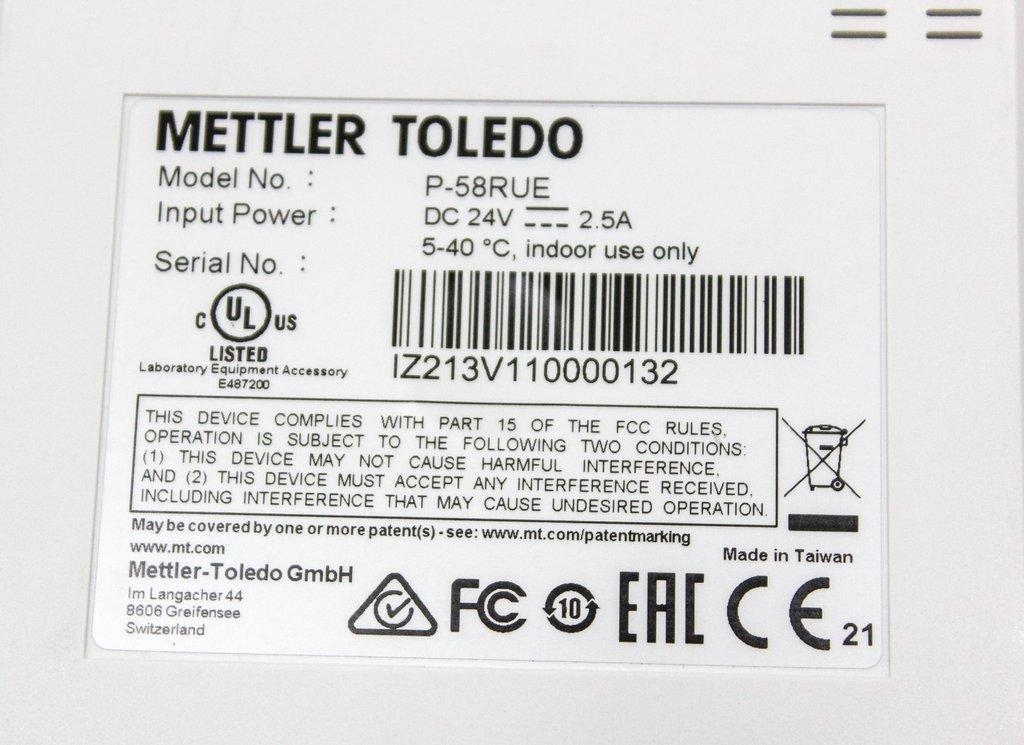 METTLER TOLEDO
Model No. : P-58RUE
Input Power : DC 24V 2.5A
5-40 °C, indoor use only
Serial No. :
IZ213V110000132
C UL US
LISTED
Laboratory Equipment Accessory
E487200
THIS DEVICE COMPLIES WITH PART 15 OF THE FCC RULES,
OPERATION IS SUBJECT TO THE FOLLOWING TWO CONDITIONS:
(1) THIS DEVICE MAY NOT CAUSE HARMFUL INTERFERENCE,
AND (2) THIS DEVICE MUST ACCEPT ANY INTERFERENCE RECEIVED,
INCLUDING INTERFERENCE THAT MAY CAUSE UNDESIRED OPERATION.
May be covered by one or more patent(s) - see: www.mt.com/patentmarking
www.mt.com
Made in Taiwan
Mettler-Toledo GmbH
Im Langacher 44
8606 Greifensee
Switzerland
FC 10 EAC CE 21